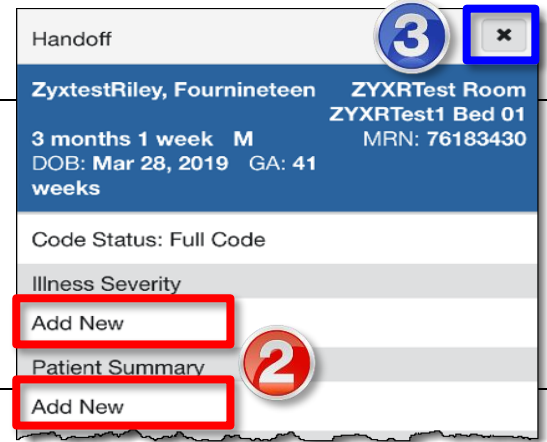 Handoff
3
×
ZyxtestRiley, Fournineteen ZYXRTest Room
ZYXRTest1 Bed 01
3 months 1 week M MRN: 76183430
DOB: Mar 28, 2019 GA: 41
weeks
Code Status: Full Code
Illness Severity
Add New
2
Patient Summary
Add New